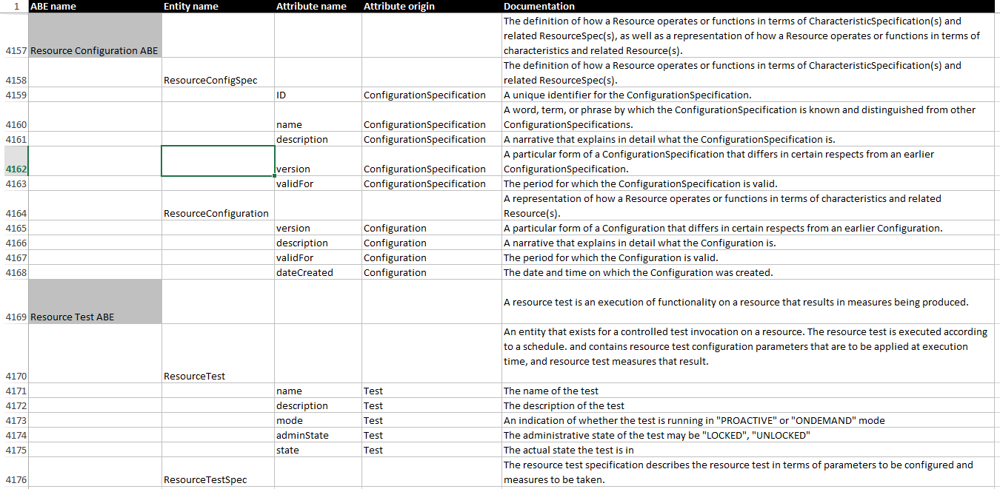 1 ABE name Entity name Attribute name Attribute origin Documentation
The definition of how a Resource operates or functions in terms of CharacteristicSpecification(s) and
related ResourceSpec(s), as well as a representation of how a Resource operates or functions in terms of
4157 Resource Configuration ABE characteristics and related Resource(s).
The definition of how a Resource operates or functions in terms of CharacteristicSpecification(s) and
4158 ResourceConfigSpec related ResourceSpec(s).
4159 ID ConfigurationSpecification A unique identifier for the ConfigurationSpecification.
A word, term, or phrase by which the ConfigurationSpecification is known and distinguished from other
4160 name ConfigurationSpecification ConfigurationSpecifications.
4161 description ConfigurationSpecification A narrative that explains in detail what the ConfigurationSpecification is.
A particular form of a ConfigurationSpecification that differs in certain respects from an earlier
4162 version ConfigurationSpecification ConfigurationSpecification.
4163 validFor ConfigurationSpecification The period for which the ConfigurationSpecification is valid.
A representation of how a Resource operates or functions in terms of characteristics and related
4164 ResourceConfiguration Resource(s).
4165 version Configuration A particular form of a Configuration that differs in certain respects from an earlier Configuration.
4166 description Configuration A narrative that explains in detail what the Configuration is.
4167 validFor Configuration The period for which the Configuration is valid.
4168 dateCreated Configuration The date and time on which the Configuration was created.
A resource test is an execution of functionality on a resource that results in measures being produced.
4169 Resource Test ABE
An entity that exists for a controlled test invocation on a resource. The resource test is executed according
to a schedule. and contains resource test configuration parameters that are to be applied at execution
time, and resource test measures that result.
4170 ResourceTest
4171 name Test The name of the test
4172 description Test The description of the test
4173 mode Test An indication of whether the test is running in "PROACTIVE" or "ONDEMAND" mode
4174 adminState Test The administrative state of the test may be "LOCKED", "UNLOCKED"
4175 state Test The actual state the test is in
The resource test specification describes the resource test in terms of parameters to be configured and
4176 ResourceTestSpec measures to be taken.